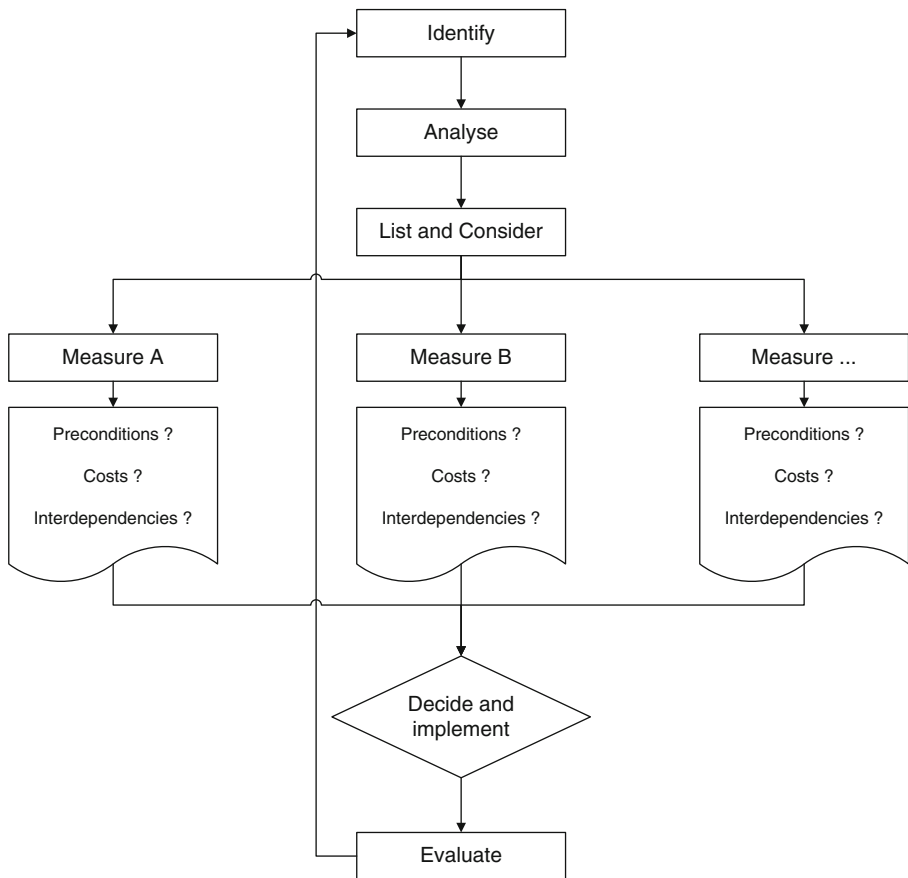 Identify
Analyse
List and Consider
Measure A
Measure B
Measure ...
Preconditions ?
Costs ?
Interdependencies ?
Preconditions ?
Costs ?
Interdependencies ?
Preconditions ?
Costs ?
Interdependencies ?
Decide and
implement
Evaluate